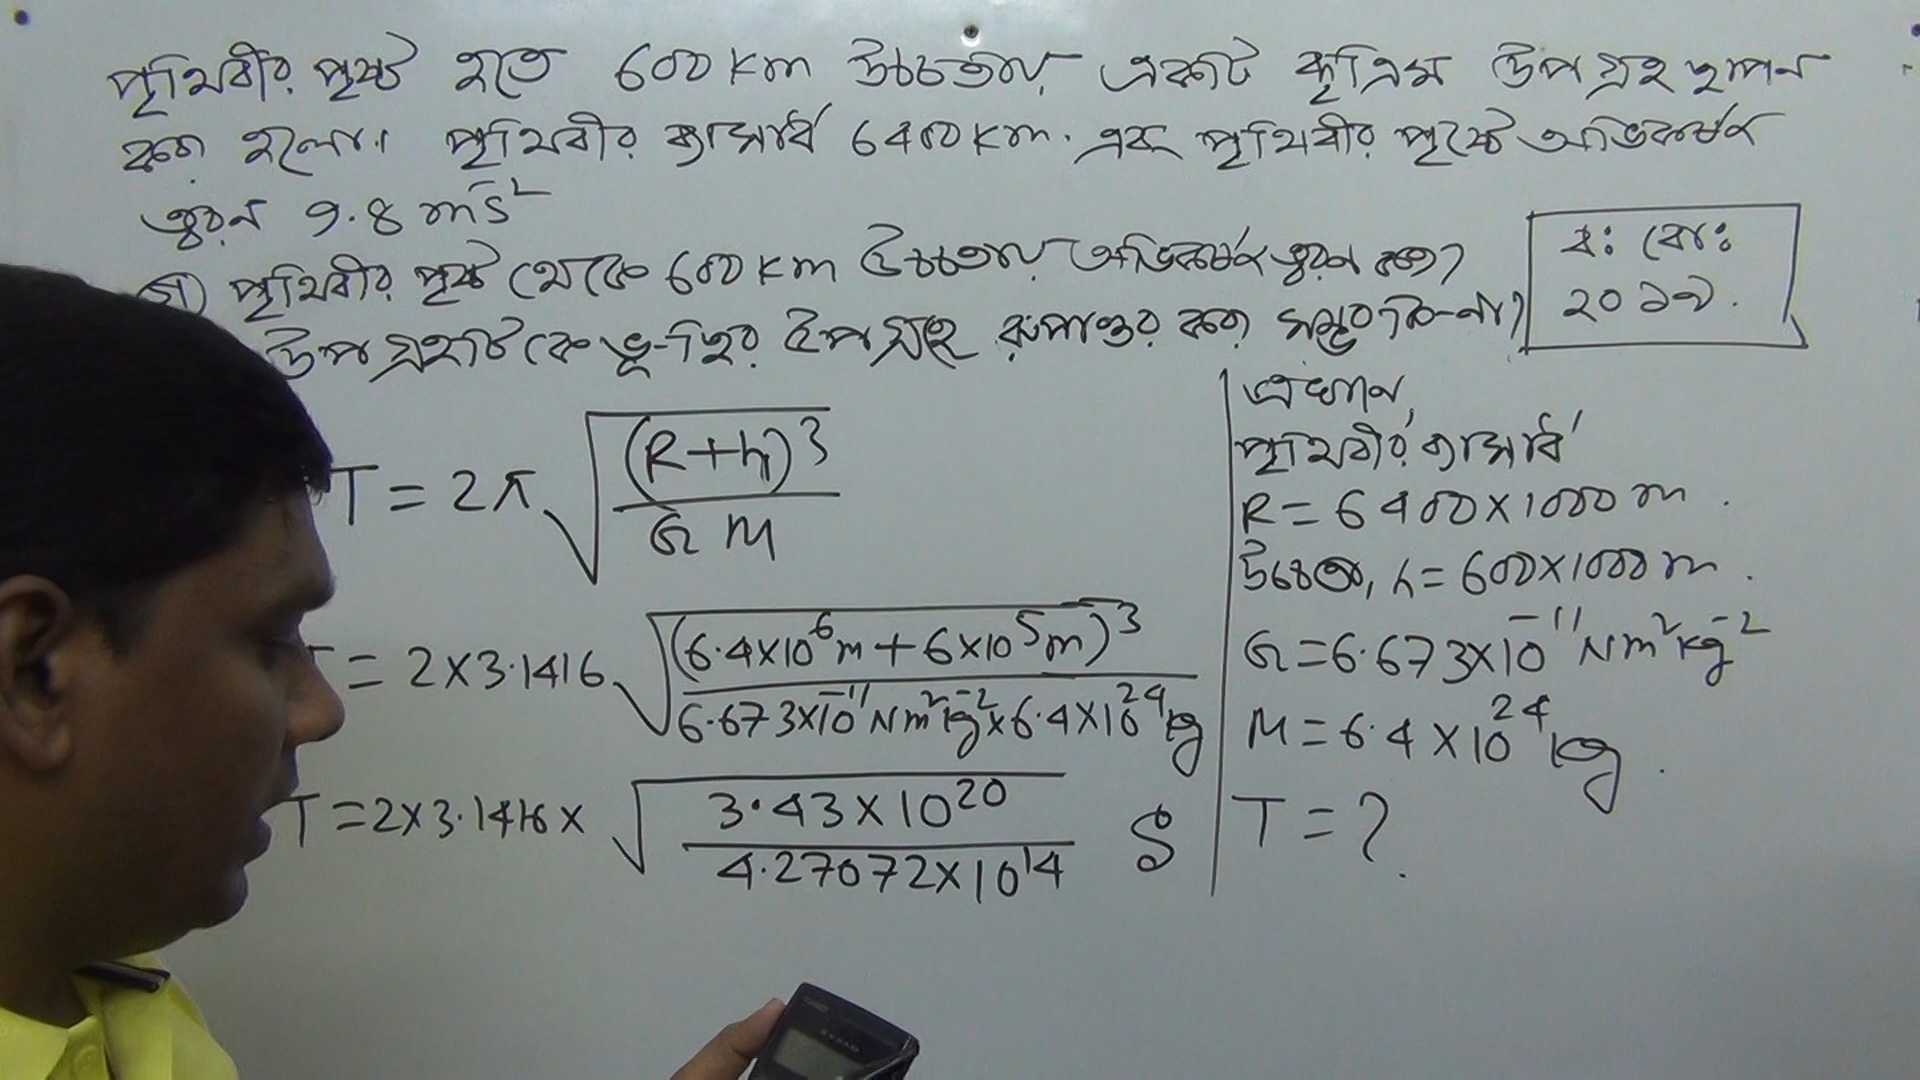 পৃথিবীর পৃষ্ঠ হতে 600 km উচ্চতায় একটি কৃত্রিম উপগ্রহ স্থাপন
করা হলো। পৃথিবীর ব্যাসার্ধ 6400 km. এবং পৃথিবীর পৃষ্ঠে অভিকর্ষজ
ত্বরণ 9.8 ms⁻²
গ) পৃথিবীর পৃষ্ঠ থেকে 600 km উচ্চতায় অভিকর্ষজ ত্বরণ কত?
উপগ্রহটিকে ভূ-স্থির উপগ্রহে রূপান্তর করা সম্ভব কি-না?
ব: বো:
২০১৭.
T = 2π √((R+h)³ / GM)
T = 2×3.1416 √((6.4×10⁶m + 6×10⁵m)³ / 6.673×10⁻¹¹Nm²kg⁻²×6.4×10²⁴kg)
T = 2×3.1416 × √(3.43×10²⁰ / 4.27072×10¹⁴) S
এখানে,
পৃথিবীর ব্যাসার্ধ
R = 6400×1000 m.
উচ্চতা, h = 600×1000 m.
G = 6.673×10⁻¹¹ Nm²kg⁻²
M = 6.4×10²⁴ kg.
T = ?